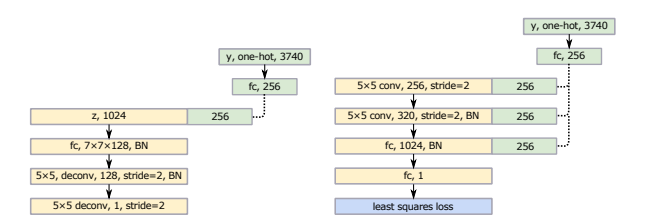 y, one-hot, 3740
fc, 256
z, 1024
256
fc, 7×7×128, BN
5×5, deconv, 128, stride=2, BN
5×5 deconv, 1, stride=2
y, one-hot, 3740
fc, 256
5×5 conv, 256, stride=2
256
5×5 conv, 320, stride=2, BN
256
fc, 1024, BN
256
fc, 1
least squares loss